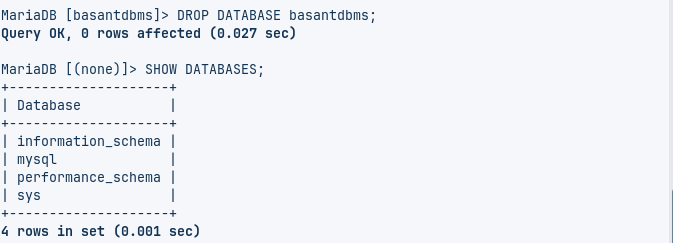 MariaDB [basantdbms]> DROP DATABASE basantdbms;
Query OK, 0 rows affected (0.027 sec)
MariaDB [(none)]> SHOW DATABASES;
+--------------------+
| Database           |
+--------------------+
| information_schema |
| mysql              |
| performance_schema |
| sys                |
+--------------------+
4 rows in set (0.001 sec)